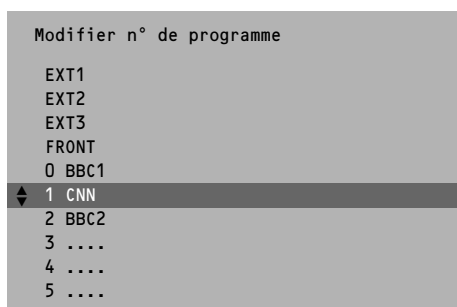 Modifier n° de programme
EXT1
EXT2
EXT3
FRONT
0 BBC1
1 CNN
2 BBC2
3 ....
4 ....
5 ....